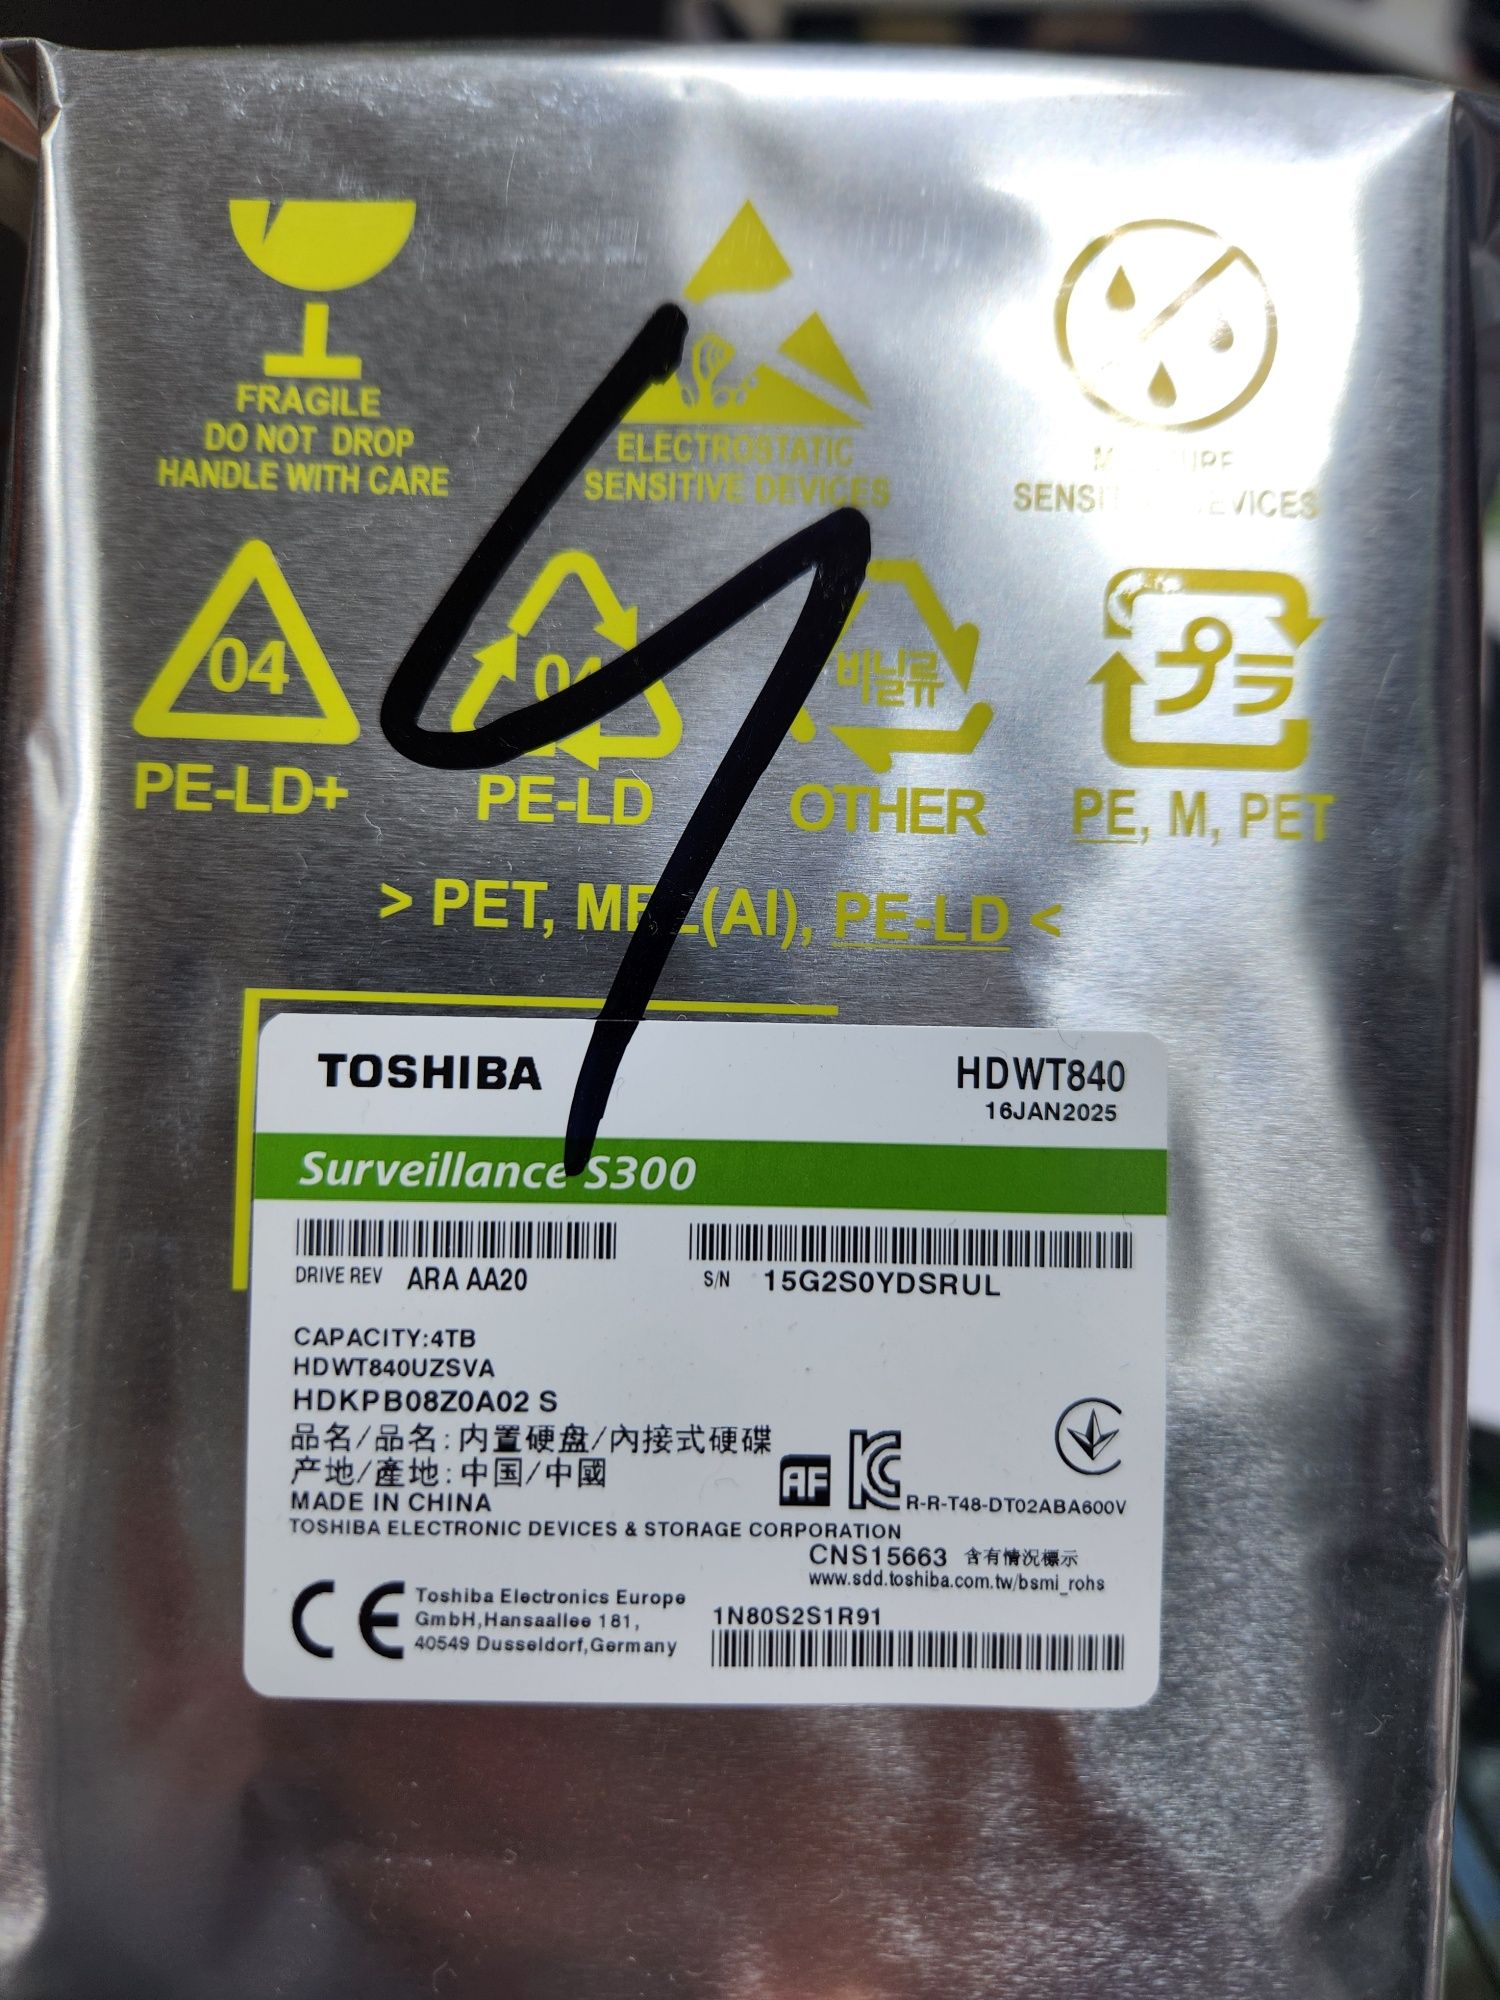 FRAGILE
DO NOT DROP
HANDLE WITH CARE
ELECTROSTATIC
SENSITIVE DEVICES
SENSI EVICES
04
PE-LD+
04
PE-LD
비닐류
OTHER
プラ
PE, M, PET
> PET, (Al), PE-LD <
4
TOSHIBA
HDWT840
16JAN2025
Surveillance S300
DRIVE REV ARA AA20
S/N 15G2S0YDSRUL
CAPACITY:4TB
HDWT840UZSVA
HDKPB08Z0A02 S
品名/品名:内置硬盘/內接式硬碟
产地/產地:中国/中國
MADE IN CHINA
AF
R-R-T48-DT02ABA600V
TOSHIBA ELECTRONIC DEVICES & STORAGE CORPORATION
CNS15663 含有情況標示
www.sdd.toshiba.com.tw/bsmi_rohs
CE
Toshiba Electronics Europe
GmbH,Hansaallee 181,
40549 Dusseldorf,Germany
1N80S2S1R91